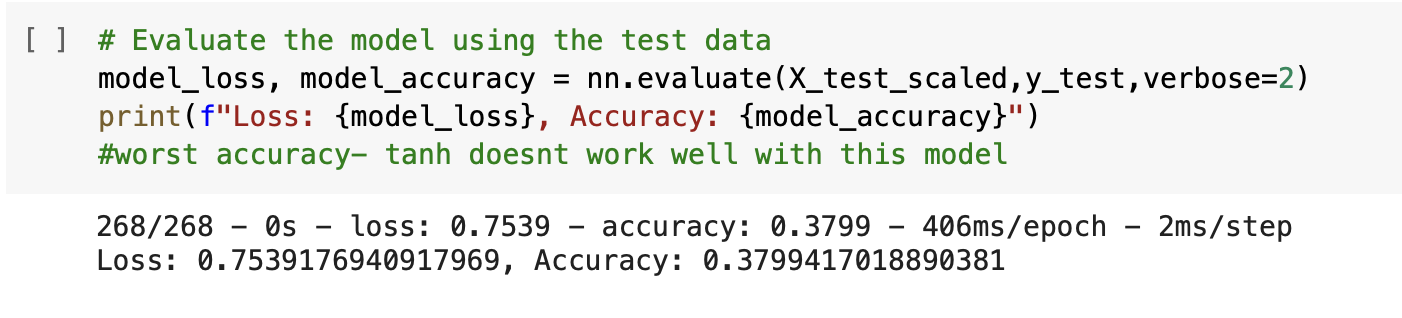 [ ] # Evaluate the model using the test data
model_loss, model_accuracy = nn.evaluate(X_test_scaled,y_test,verbose=2)
print(f"Loss: {model_loss}, Accuracy: {model_accuracy}")
#worst accuracy– tanh doesnt work well with this model
268/268 – 0s – loss: 0.7539 – accuracy: 0.3799 – 406ms/epoch – 2ms/step
Loss: 0.7539176940917969, Accuracy: 0.3799417018890381